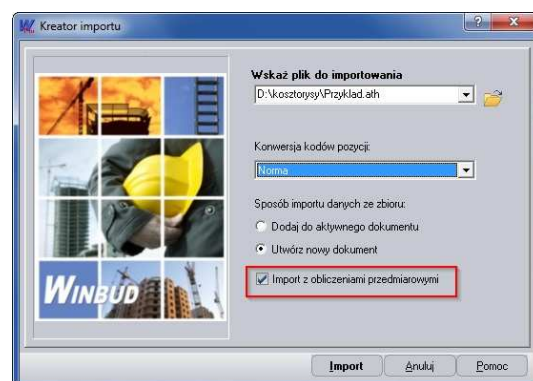 Kreator importu
Wskaż plik do importowania
D:\kosztorysy\Przyklad.ath
Konwersja kodów pozycji:
Norma
Sposób importu danych ze zbioru:
Dodaj do aktywnego dokumentu
Utwórz nowy dokument
Import z obliczeniami przedmiarowymi
WINBUD
Import
Anuluj
Pomoc